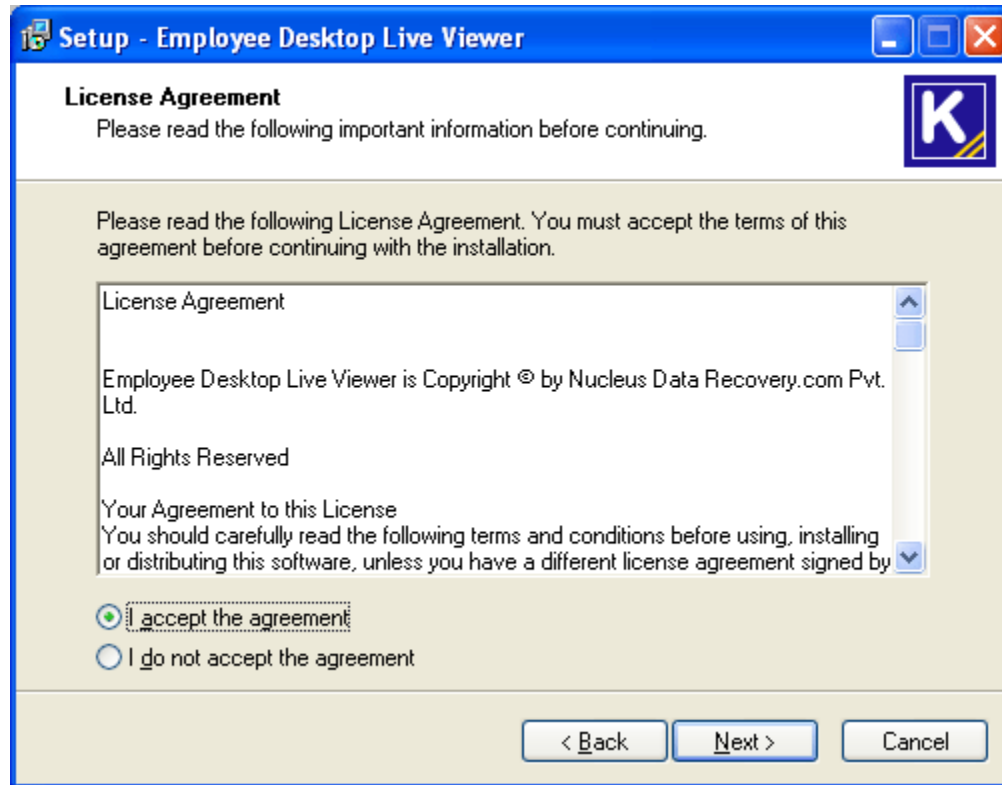 Setup - Employee Desktop Live Viewer
License Agreement
Please read the following important information before continuing.
K
Please read the following License Agreement. You must accept the terms of this
agreement before continuing with the installation.
License Agreement
Employee Desktop Live Viewer is Copyright © by Nucleus Data Recovery.com Pvt.
Ltd.
All Rights Reserved
Your Agreement to this License
You should carefully read the following terms and conditions before using, installing
or distributing this software, unless you have a different license agreement signed by
I accept the agreement
I do not accept the agreement
< Back
Next >
Cancel